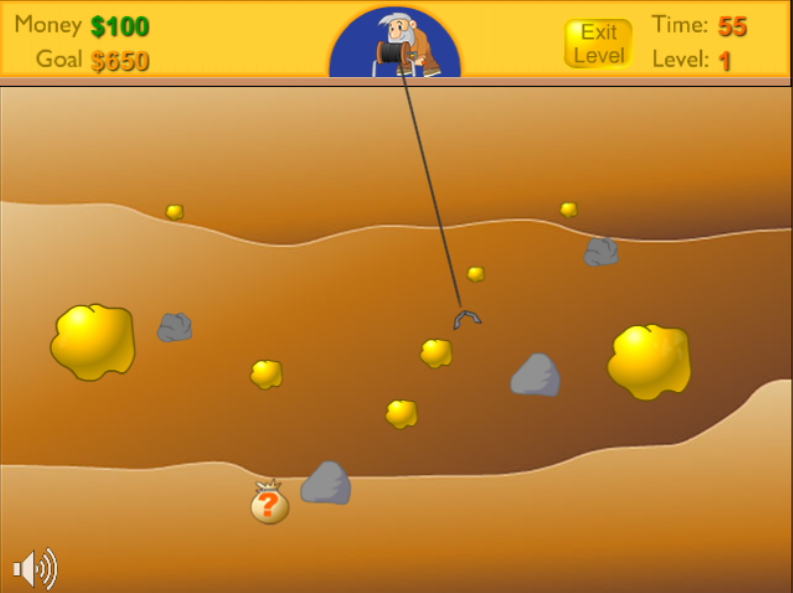 Money $100
Goal $650
Exit
Level
Time: 55
Level: 1
?